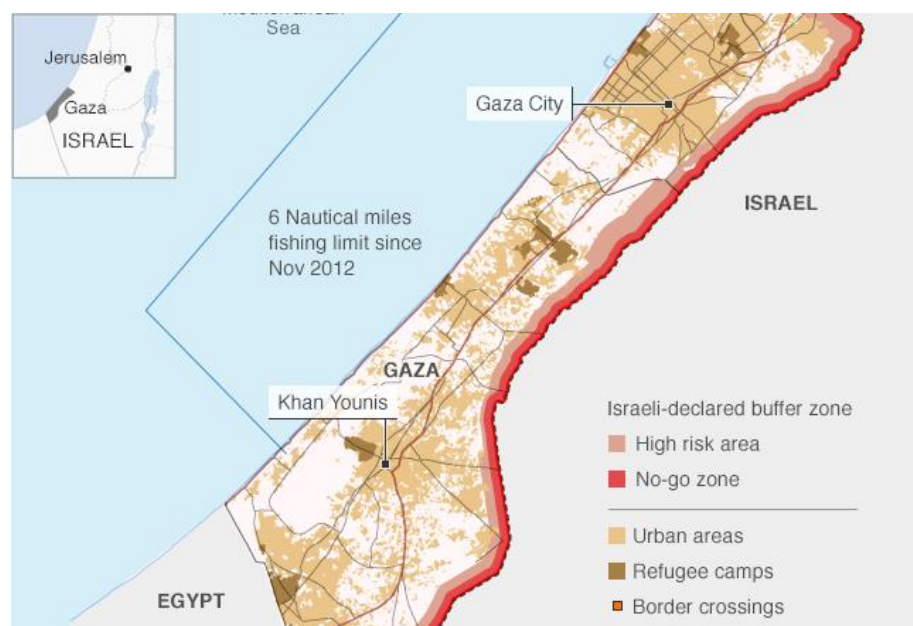 Sea
Jerusalem
Gaza
ISRAEL
Gaza City
ISRAEL
6 Nautical miles
fishing limit since
Nov 2012
GAZA
Khan Younis
Israeli-declared buffer zone
High risk area
No-go zone
Urban areas
Refugee camps
Border crossings
EGYPT